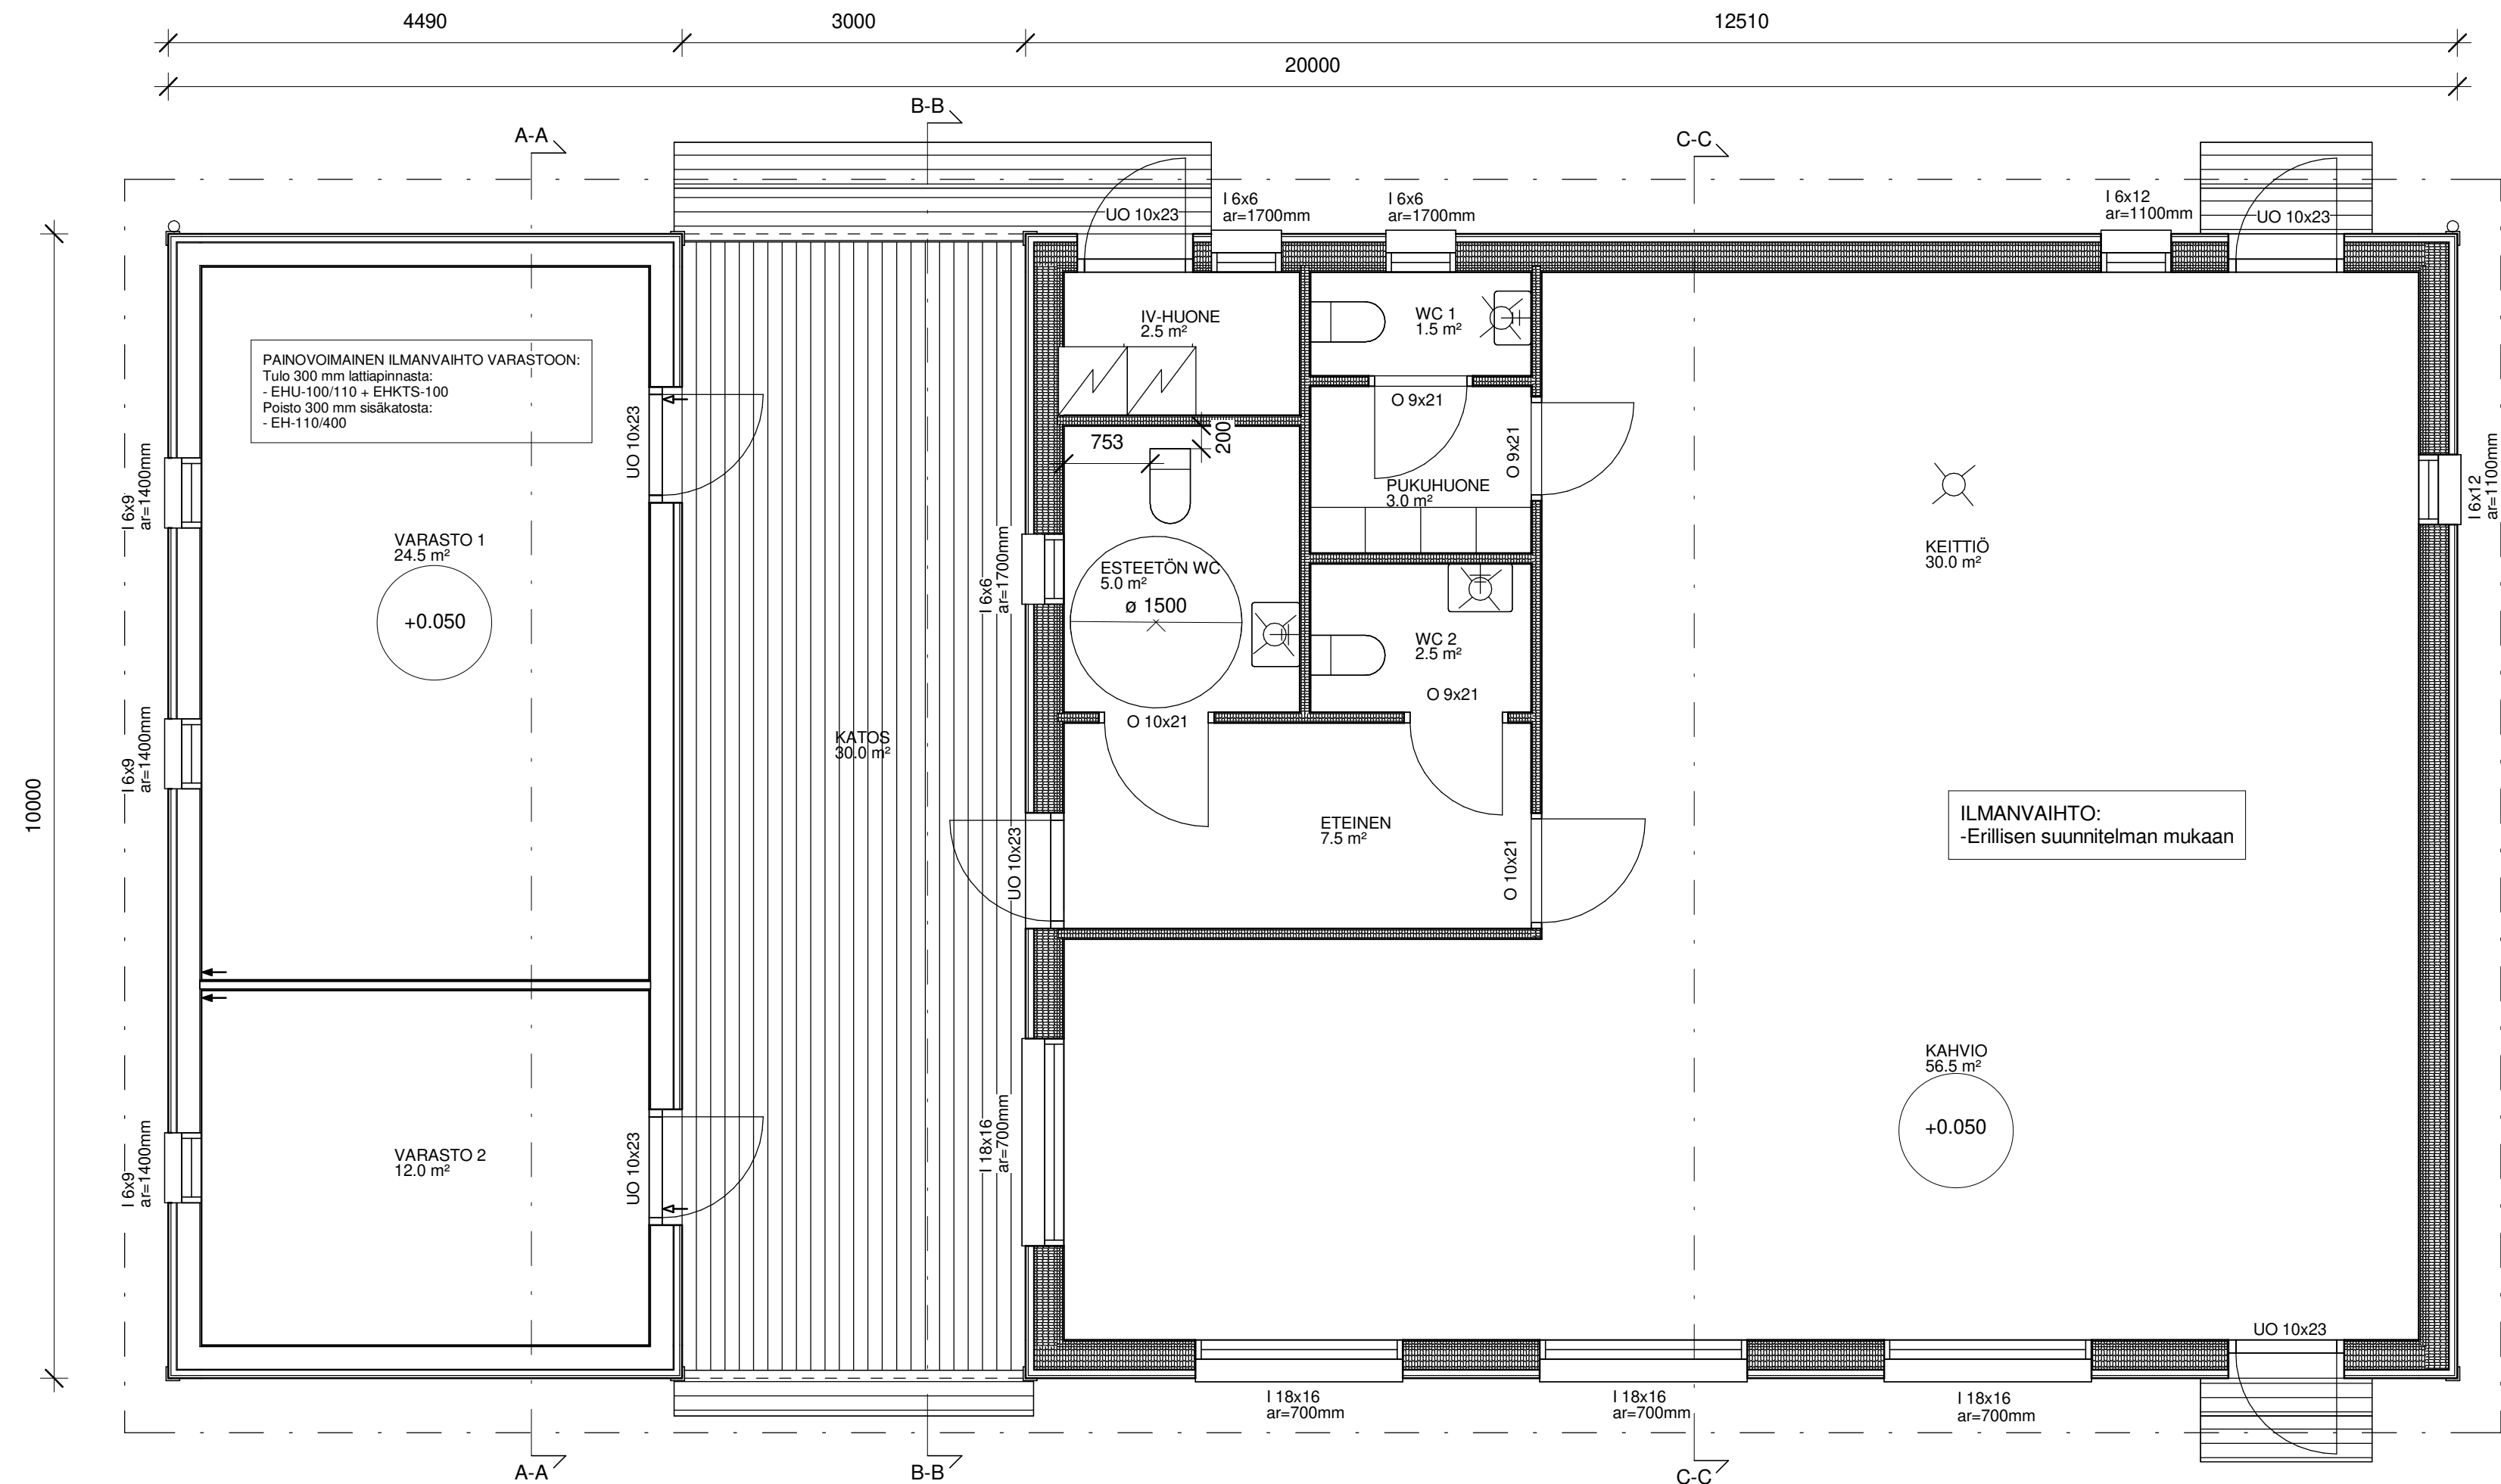 4490
3000
12510
20000
B-B
A-A
C-C
UO 10x23
I 6x6
ar=1700mm
I 6x6
ar=1700mm
I 6x12
ar=1100mm
UO 10x23
IV-HUONE
2.5 m²
WC 1
1.5 m²
PAINOVOIMAINEN ILMANVAIHTO VARASTOON:
Tulo 300 mm lattiapinnasta:
- EHU-100/110 + EHKTS-100
Poisto 300 mm sisäkatosta:
- EH-110/400
UO 10x23
O 9x21
753
200
O 9x21
PUKUHUONE
3.0 m²
I 6x9
ar=1400mm
I 6x12
ar=1100mm
VARASTO 1
24.5 m²
+0.050
I 6x6
ar=1700mm
ESTEETÖN WC
5.0 m²
ø 1500
KEITTIÖ
30.0 m²
WC 2
2.5 m²
O 9x21
O 10x21
KATOS
30.0 m²
I 6x9
ar=1400mm
10000
ETEINEN
7.5 m²
UO 10x23
O 10x21
ILMANVAIHTO:
-Erillisen suunnitelman mukaan
KAHVIO
56.5 m²
+0.050
I 18x16
ar=700mm
VARASTO 2
12.0 m²
UO 10x23
I 6x9
ar=1400mm
UO 10x23
I 18x16
ar=700mm
I 18x16
ar=700mm
I 18x16
ar=700mm
A-A
B-B
C-C